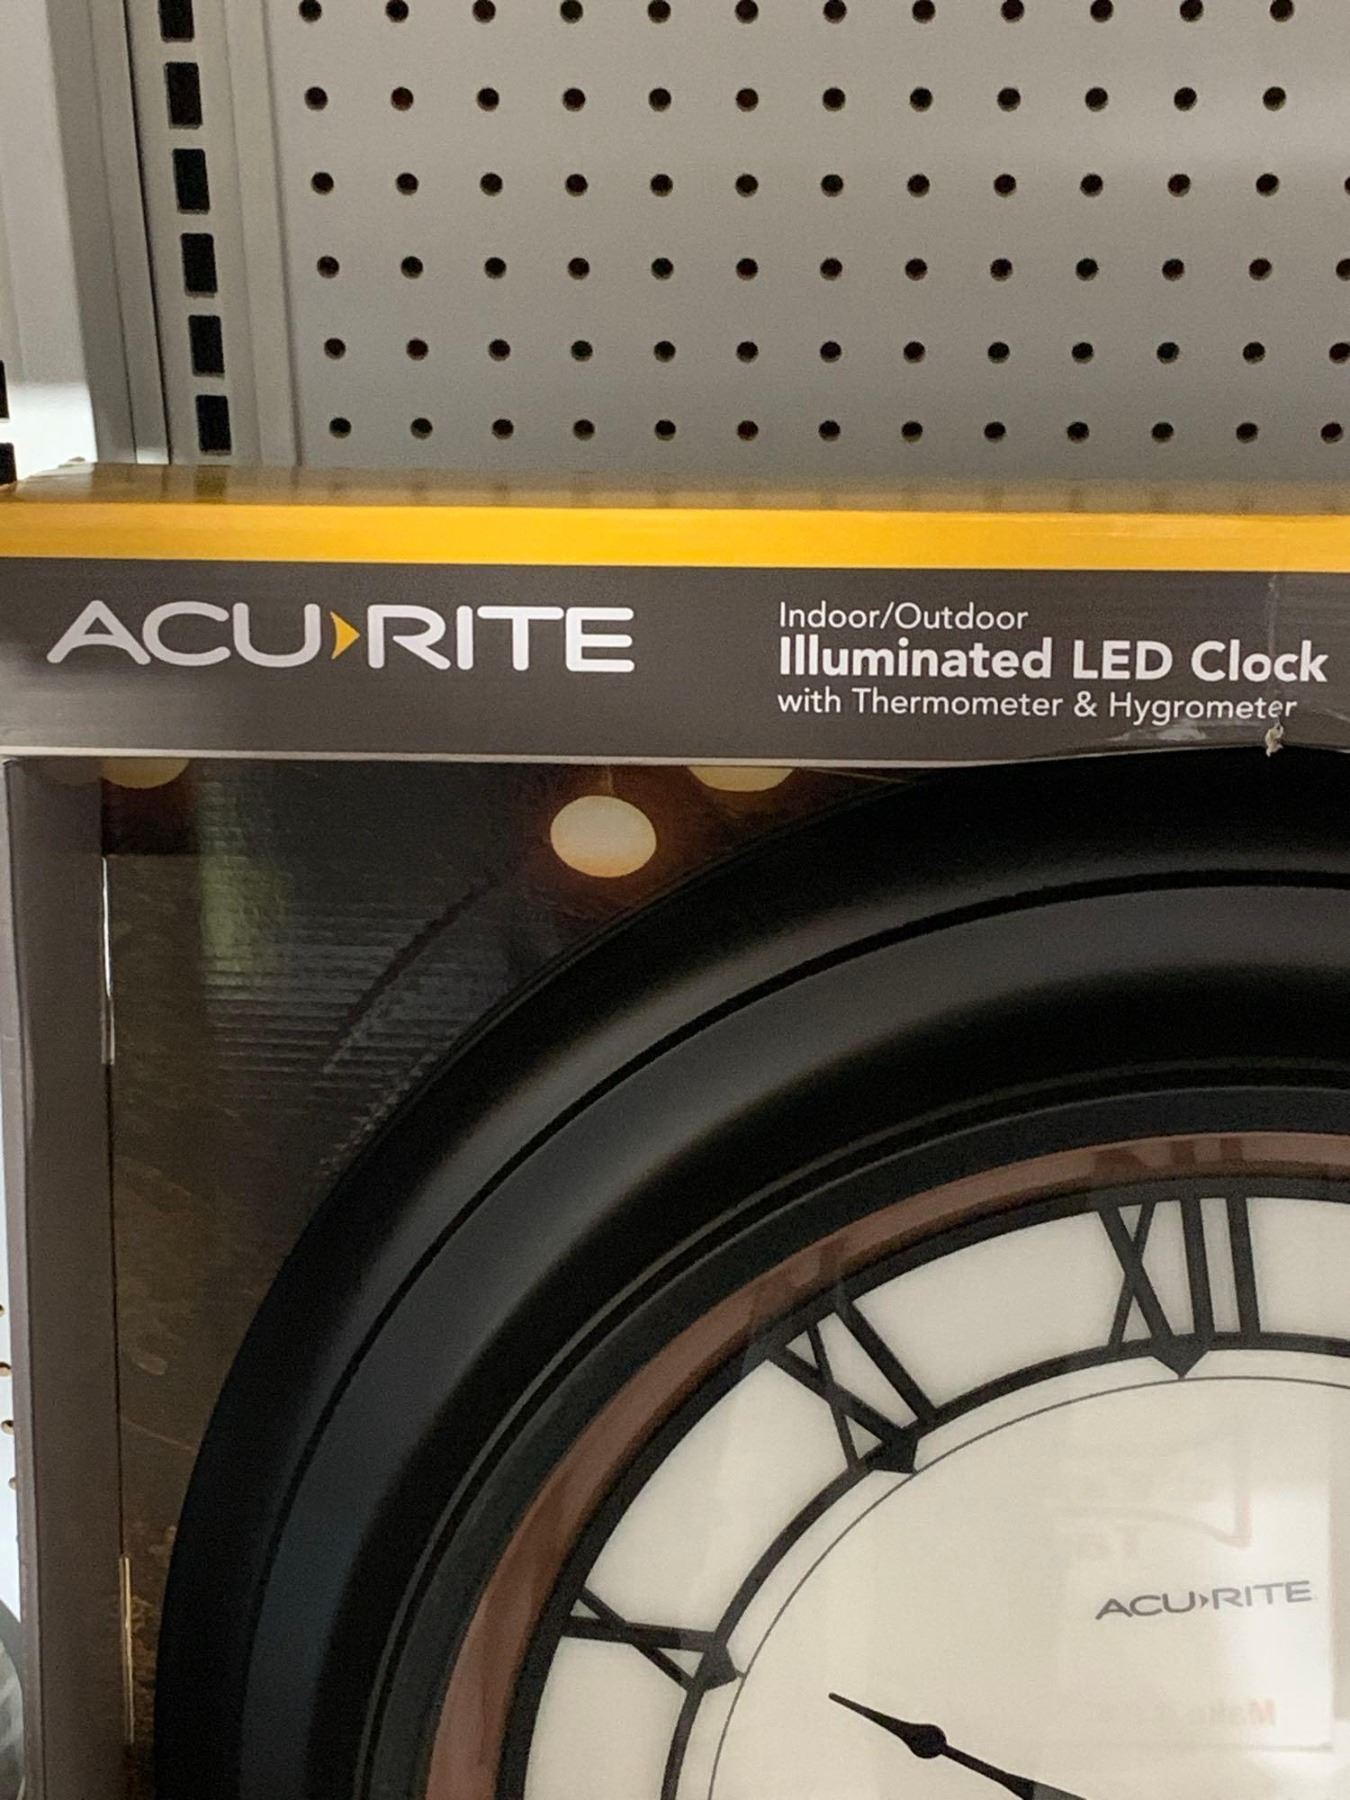 ACU›RITE
Indoor/Outdoor
Illuminated LED Clock
with Thermometer & Hygrometer
XII
XI
X
ACU›RITE